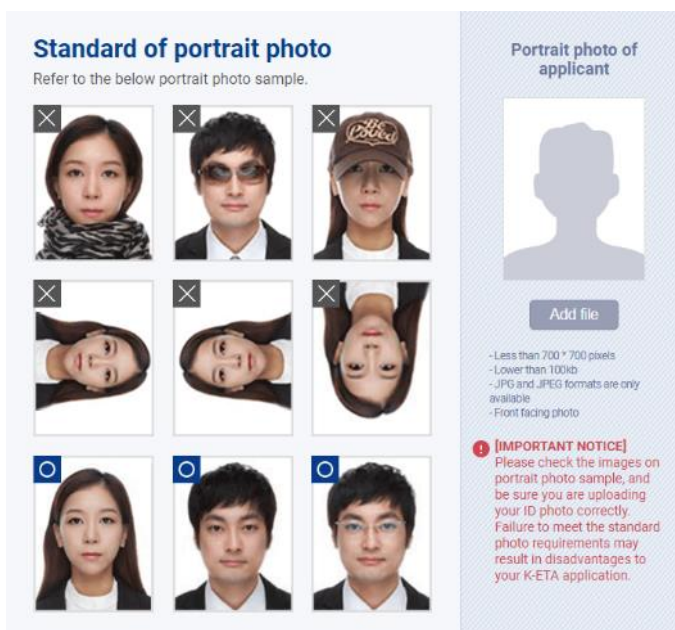 Standard of portrait photo
Refer to the below portrait photo sample.
Be
Loved
Portrait photo of
applicant
Add file
- Less than 700 * 700 pixels
- Lower than 100kb
- JPG and JPEG formats are only
available
- Front facing photo
[IMPORTANT NOTICE]
Please check the images on
portrait photo sample, and
be sure you are uploading
your ID photo correctly.
Failure to meet the standard
photo requirements may
result in disadvantages to
your K-ETA application.